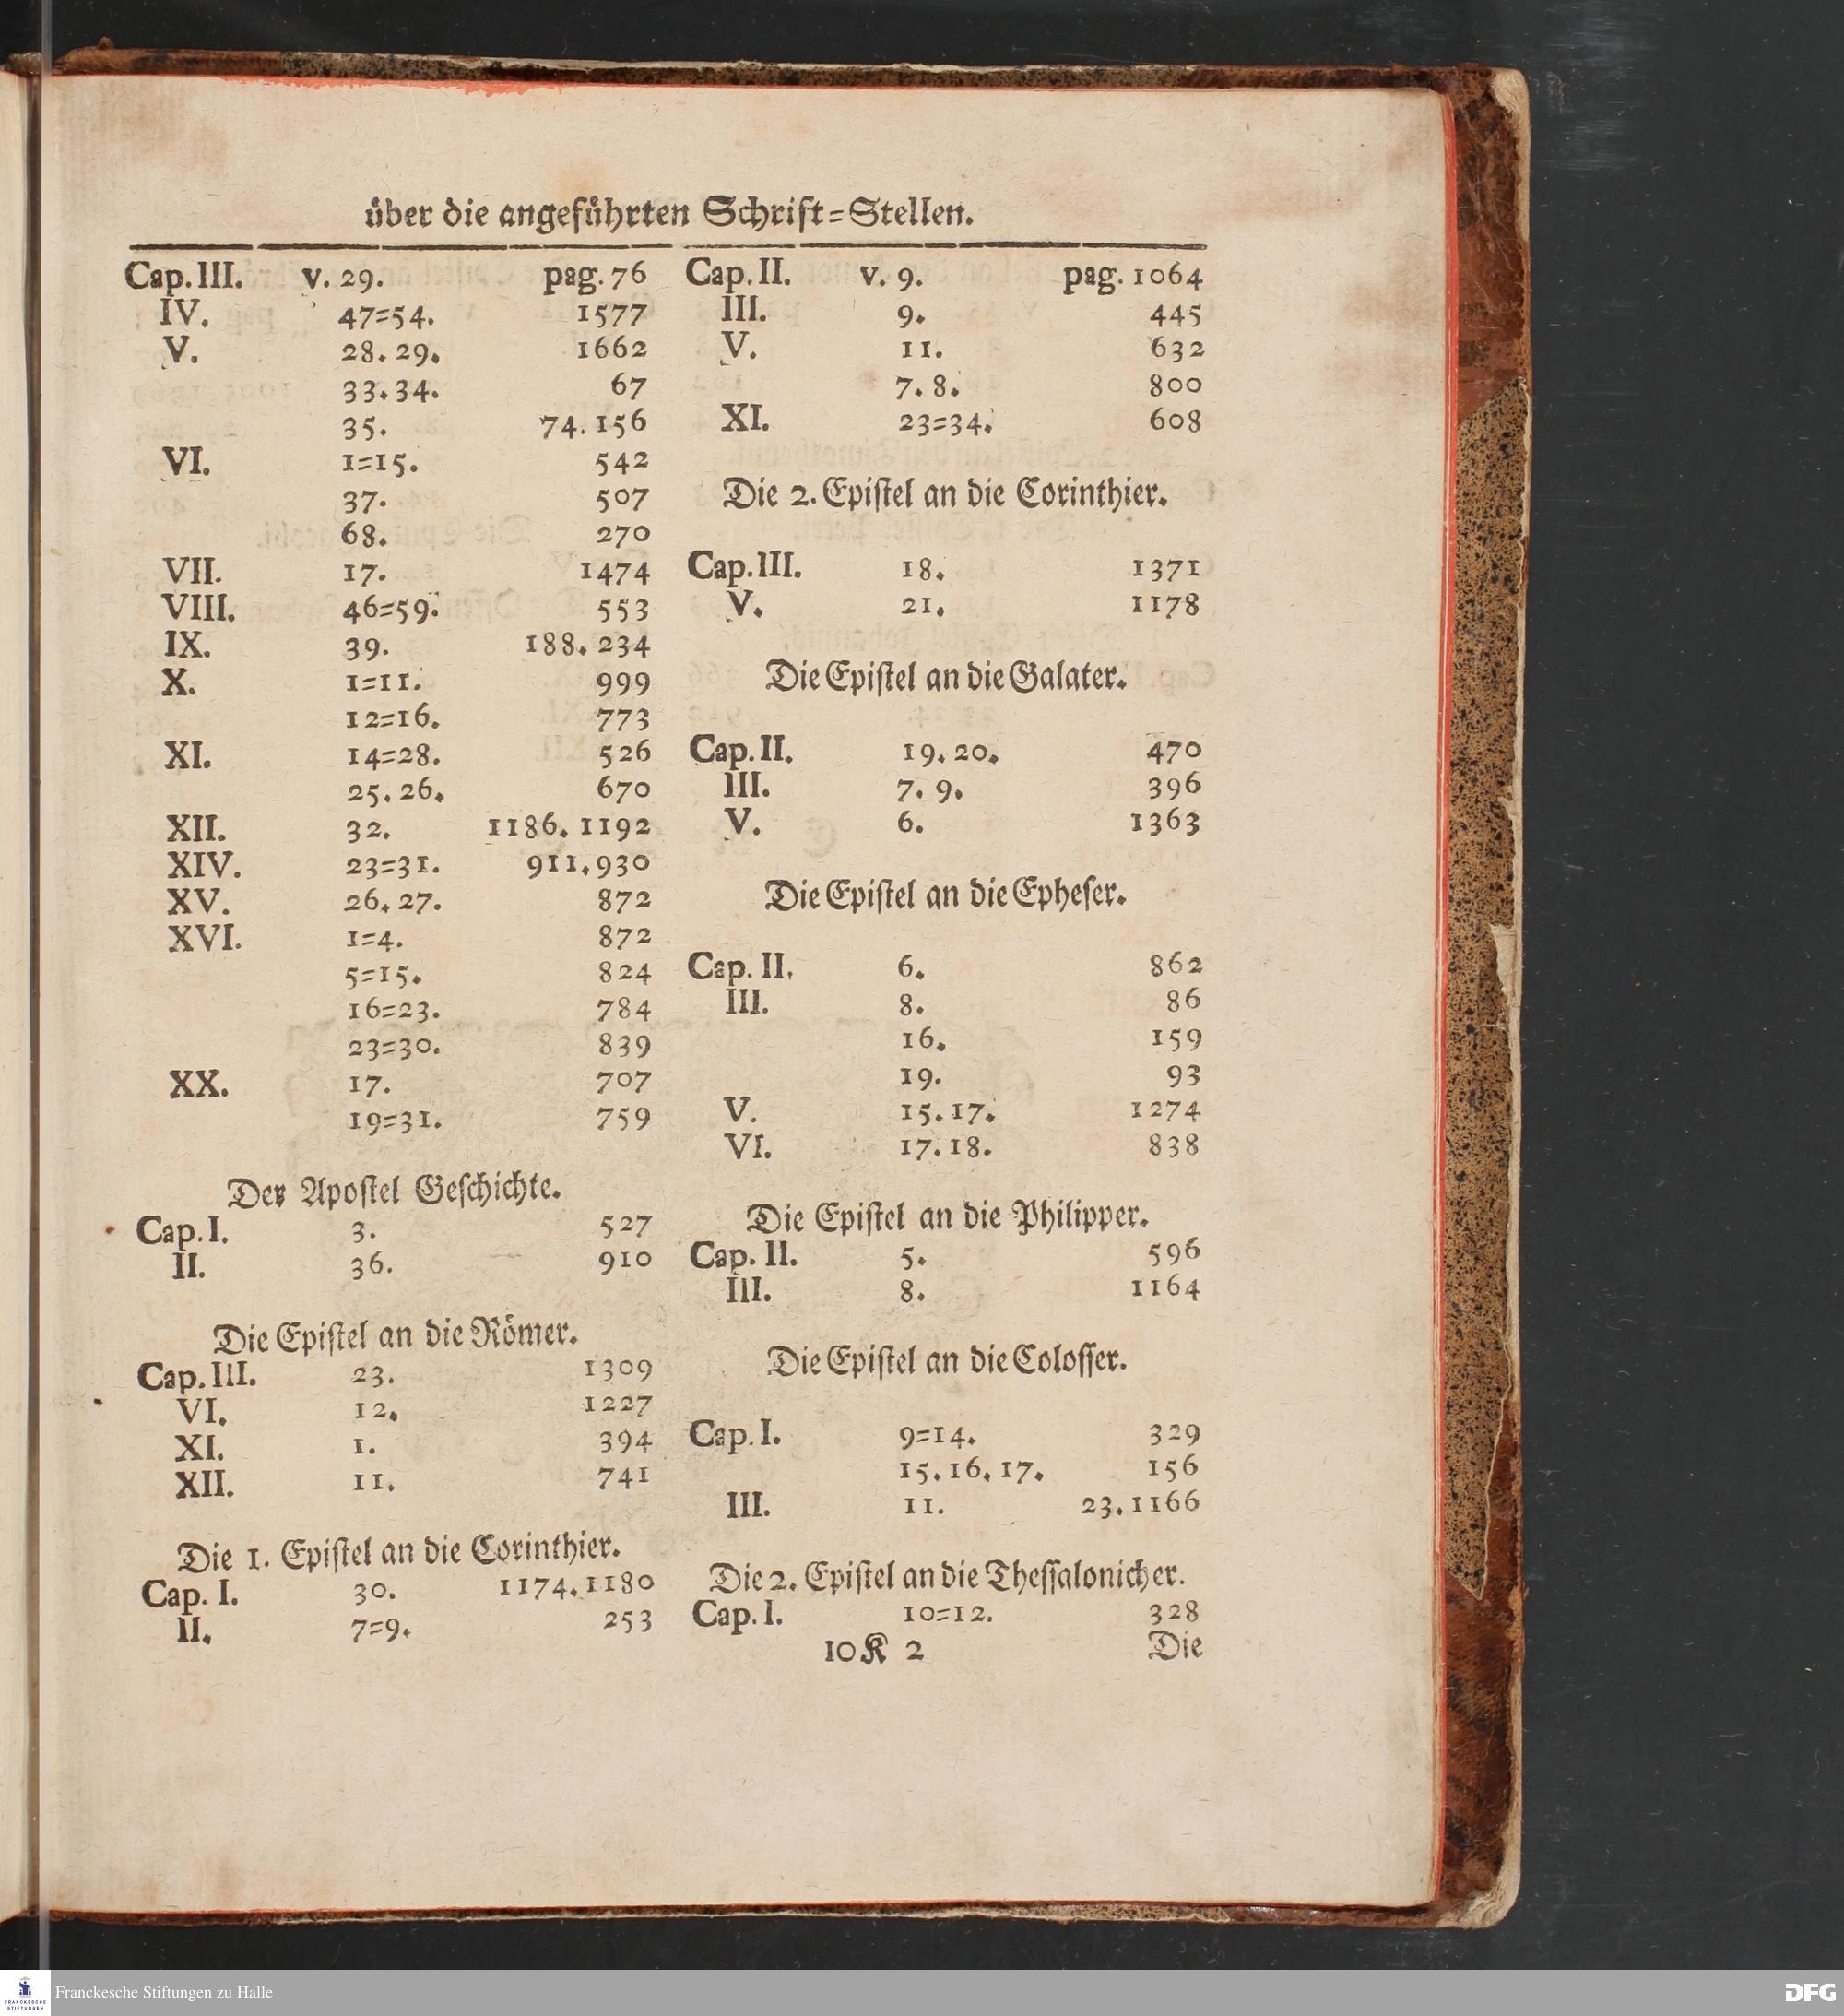 über die angeführten Schrift=Stellen.
Cap. III. v. 29. pag. 76
IV. 47=54. 1577
V. 28. 29. 1662
33. 34. 67
35. 74. 156
VI. 1=15. 542
37. 507
68. 270
VII. 17. 1474
VIII. 46=59. 553
IX. 39. 188. 234
X. 1=11. 999
12=16. 773
XI. 14=28. 526
25. 26. 670
XII. 32. 1186. 1192
XIV. 23=31. 911. 930
XV. 26. 27. 872
XVI. 1=4. 872
5=15. 824
16=23. 784
23=30. 839
XX. 17. 707
19=31. 759
Der Apoſtel Geſchichte.
Cap. I. 3. 527
II. 36. 910
Die Epiſtel an die Römer.
Cap. III. 23. 1309
VI. 12. 1227
XI. 1. 394
XII. 11. 741
Die 1. Epiſtel an die Corinthier.
Cap. I. 30. 1174. 1180
II. 7=9. 253
Cap. II. v. 9. pag. 1064
III. 9. 445
V. 11. 632
7. 8. 800
XI. 23=34. 608
Die 2. Epiſtel an die Corinthier.
Cap. III. 18. 1371
V. 21. 1178
Die Epiſtel an die Galater.
Cap. II. 19. 20. 470
III. 7. 9. 396
V. 6. 1363
Die Epiſtel an die Epheſer.
Cap. II. 6. 862
III. 8. 86
16. 159
19. 93
V. 15. 17. 1274
VI. 17. 18. 838
Die Epiſtel an die Philipper.
Cap. II. 5. 596
III. 8. 1164
Die Epiſtel an die Coloſſer.
Cap. I. 9=14. 329
15. 16. 17. 156
III. 11. 23. 1166
Die 2. Epiſtel an die Theſſalonicher.
Cap. I. 10=12. 328
10K 2 Die
FRANCKESCHE
STIFTUNGEN
Franckesche Stiftungen zu Halle
DFG